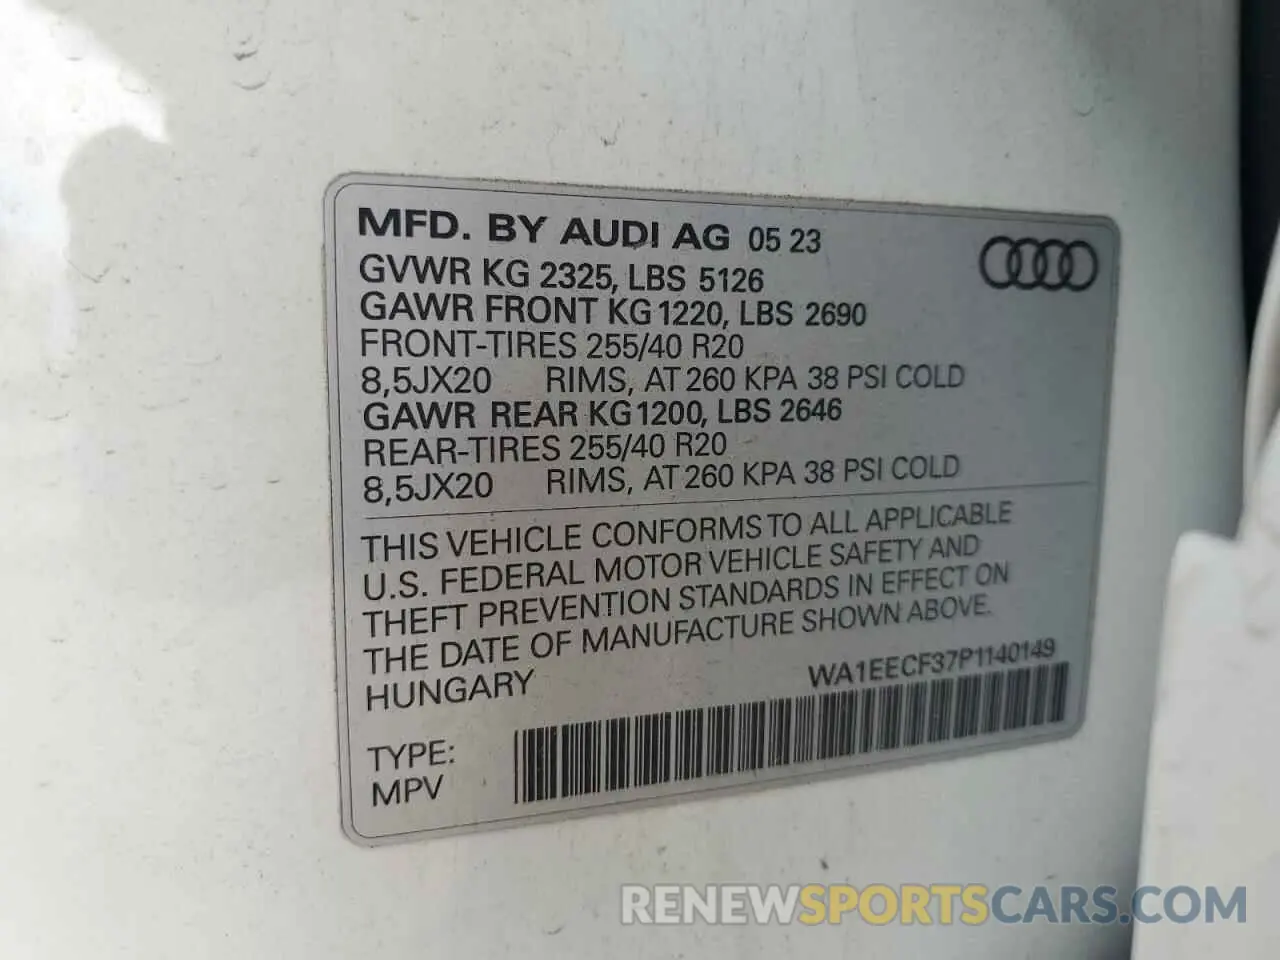 MFD. BY AUDI AG 05 23
GVWR KG 2325, LBS 5126
GAWR FRONT KG 1220, LBS 2690
FRONT-TIRES 255/40 R20
8,5JX20 RIMS, AT 260 KPA 38 PSI COLD
GAWR REAR KG 1200, LBS 2646
REAR-TIRES 255/40 R20
8,5JX20 RIMS, AT 260 KPA 38 PSI COLD
THIS VEHICLE CONFORMS TO ALL APPLICABLE
U.S. FEDERAL MOTOR VEHICLE SAFETY AND
THEFT PREVENTION STANDARDS IN EFFECT ON
THE DATE OF MANUFACTURE SHOWN ABOVE.
HUNGARY WA1EECF37P1140149
TYPE:
MPV
RENEWSPORTSCARS.COM